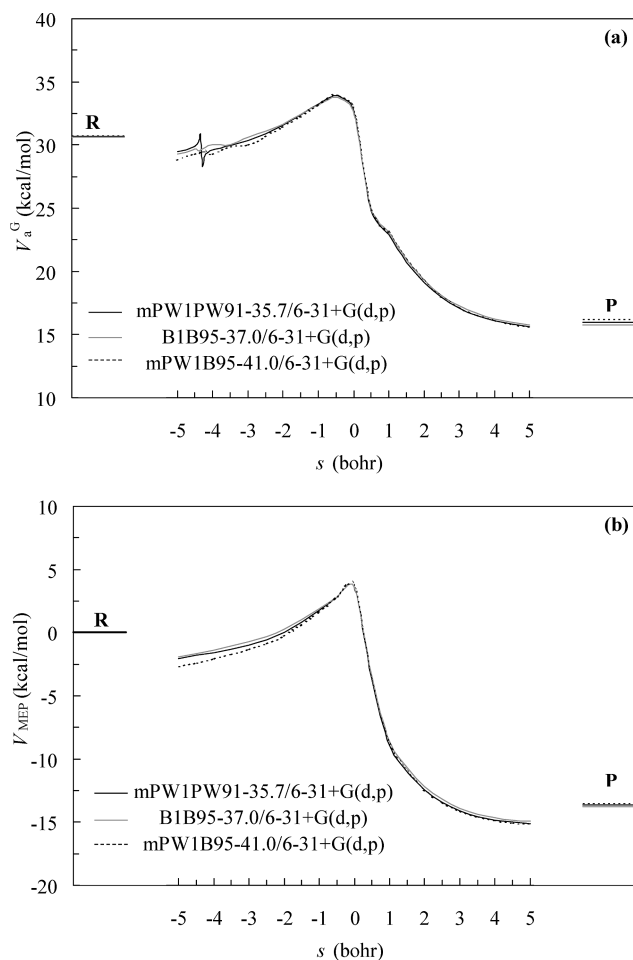 40
(a)
35
R
30
25
20
P
15
10
V_a^G (kcal/mol)
mPW1PW91-35.7/6-31+G(d,p)
B1B95-37.0/6-31+G(d,p)
mPW1B95-41.0/6-31+G(d,p)
-5 -4 -3 -2 -1 0 1 2 3 4 5
s (bohr)
10
(b)
5
R
0
-5
-10
P
-15
-20
V_MEP (kcal/mol)
mPW1PW91-35.7/6-31+G(d,p)
B1B95-37.0/6-31+G(d,p)
mPW1B95-41.0/6-31+G(d,p)
-5 -4 -3 -2 -1 0 1 2 3 4 5
s (bohr)